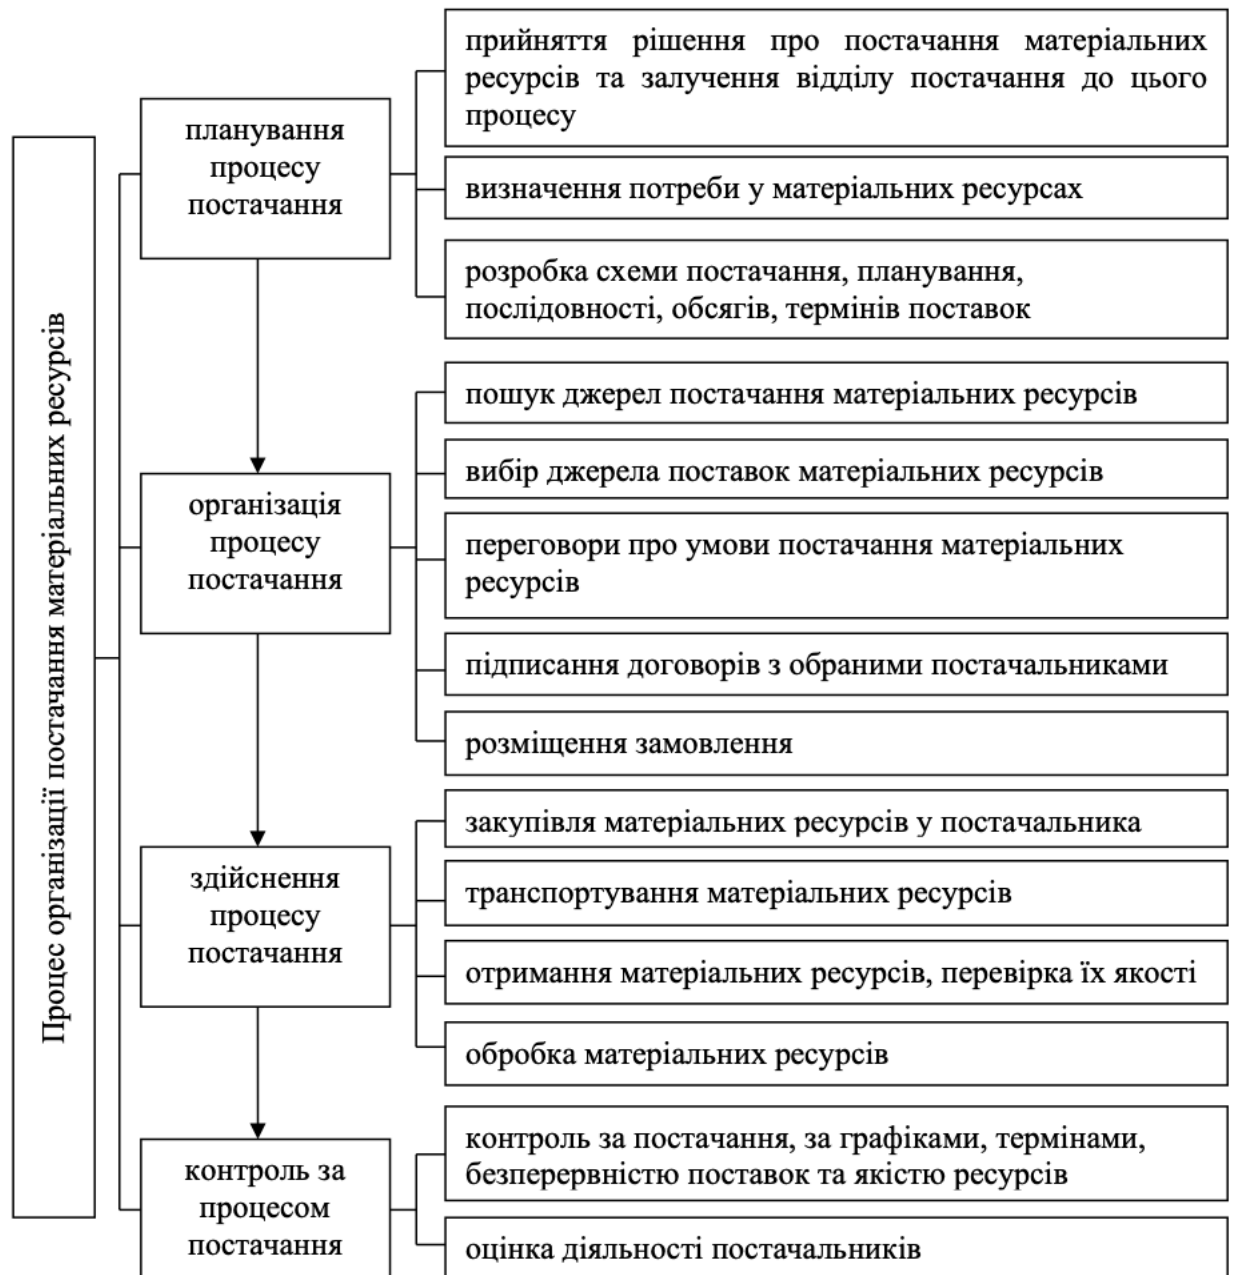 Процес організації постачання матеріальних ресурсів
планування
процесу
постачання
прийняття рішення про постачання матеріальних
ресурсів та залучення відділу постачання до цього
процесу
визначення потреби у матеріальних ресурсах
розробка схеми постачання, планування,
послідовності, обсягів, термінів поставок
організація
процесу
постачання
пошук джерел постачання матеріальних ресурсів
вибір джерела поставок матеріальних ресурсів
переговори про умови постачання матеріальних
ресурсів
підписання договорів з обраними постачальниками
розміщення замовлення
здійснення
процесу
постачання
закупівля матеріальних ресурсів у постачальника
транспортування матеріальних ресурсів
отримання матеріальних ресурсів, перевірка їх якості
обробка матеріальних ресурсів
контроль за
процесом
постачання
контроль за постачання, за графіками, термінами,
безперервністю поставок та якістю ресурсів
оцінка діяльності постачальників